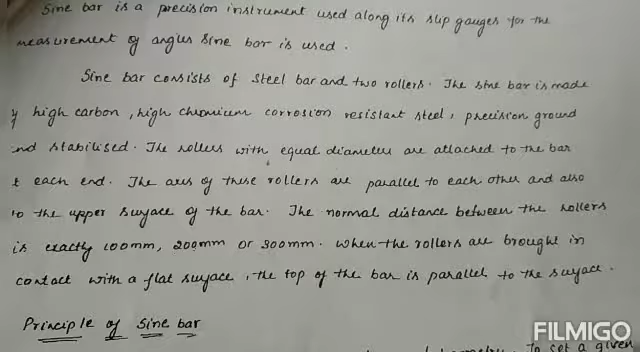 Sine bar is a precision instrument used along its slip gauges for the
measurement of angles Sine bar is used.
Sine bar consists of Steel bar and two rollers. The sine bar is made
of high carbon, high chromium corrosion resistant steel, precision ground
and stabilised. The rollers with equal diameter are attached to the bar
at each end. The axis of these rollers are parallel to each other and also
to the upper surface of the bar. The normal distance between the rollers
is exactly 100mm, 200mm or 300mm. When the rollers are brought in
contact with a flat surface, the top of the bar is parallel to the surface.
Principle of Sine bar
To set a given
FILMIGO